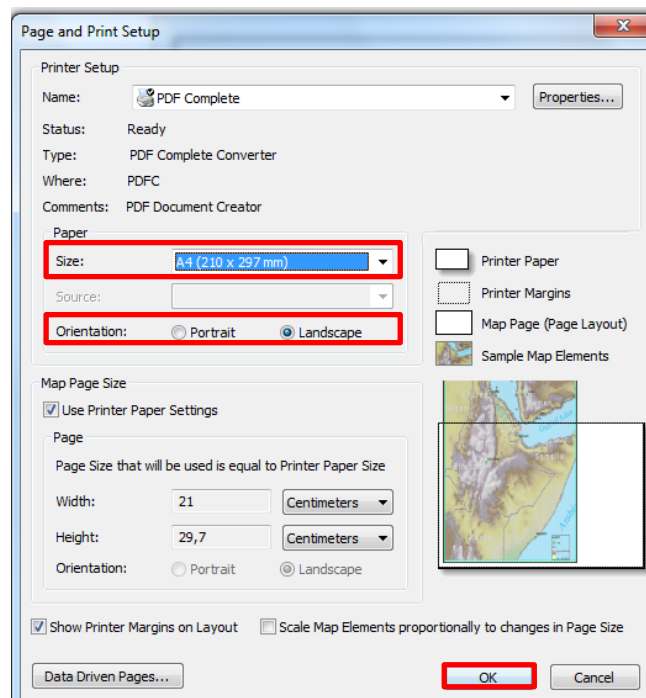 Page and Print Setup
Printer Setup
Name: PDF Complete Properties...
Status: Ready
Type: PDF Complete Converter
Where: PDFC
Comments: PDF Document Creator
Paper
Size: A4 (210 x 297 mm)
Source:
Orientation: Portrait Landscape
Printer Paper
Printer Margins
Map Page (Page Layout)
Sample Map Elements
Map Page Size
Use Printer Paper Settings
Page
Page Size that will be used is equal to Printer Paper Size
Width: 21 Centimeters
Height: 29,7 Centimeters
Orientation: Portrait Landscape
Show Printer Margins on Layout Scale Map Elements proportionally to changes in Page Size
Data Driven Pages... OK Cancel